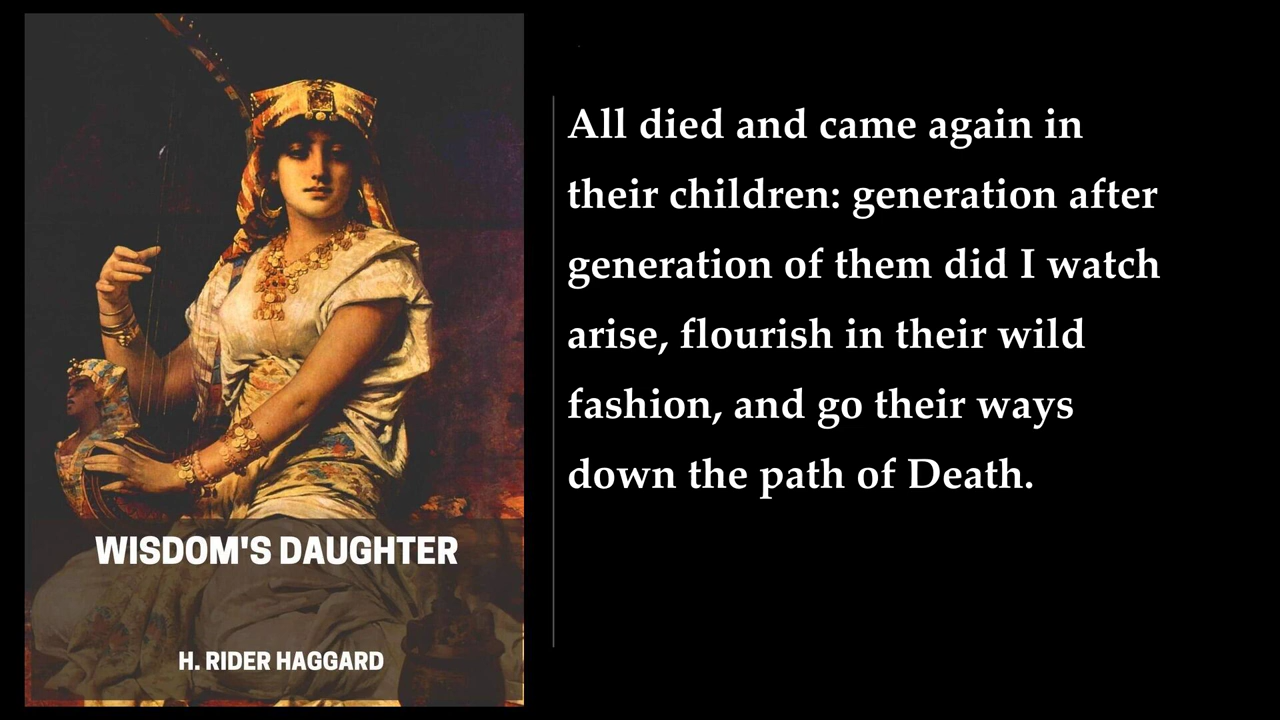 WISDOM'S DAUGHTER
H. RIDER HAGGARD
All died and came again in
their children: generation after
generation of them did I watch
arise, flourish in their wild
fashion, and go their ways
down the path of Death.